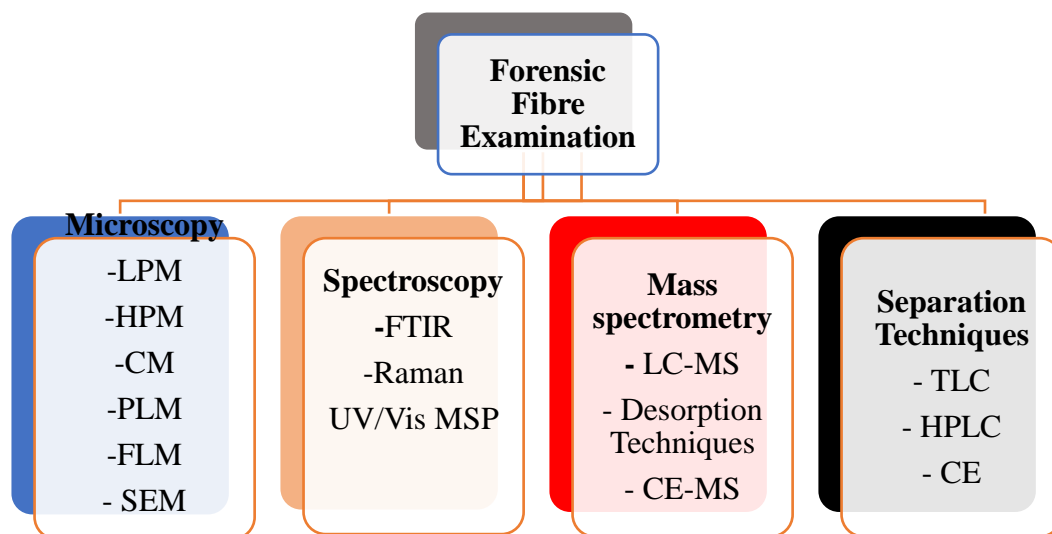 Forensic
Fibre
Examination
Microscopy
-LPM
-HPM
-CM
-PLM
-FLM
- SEM
Spectroscopy
-FTIR
-Raman
UV/Vis MSP
Mass
spectrometry
- LC-MS
- Desorption
Techniques
- CE-MS
Separation
Techniques
- TLC
- HPLC
- CE